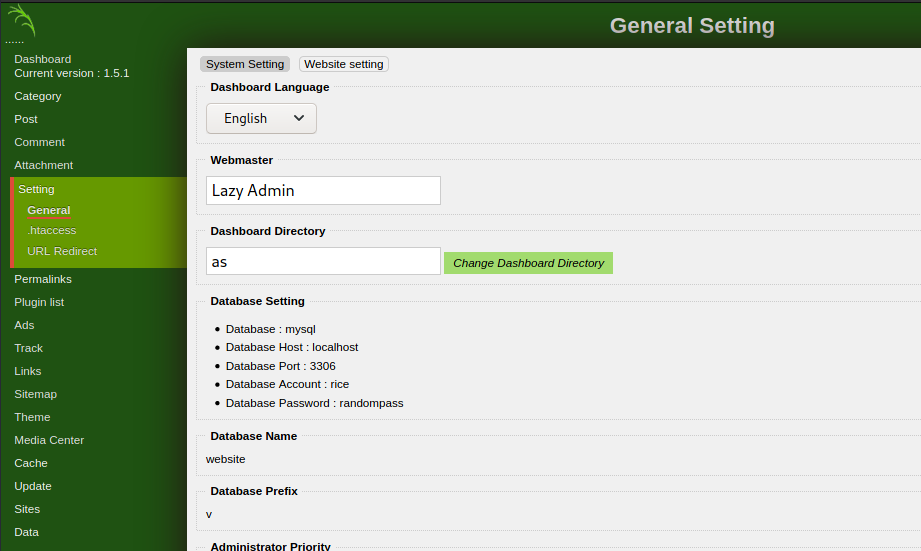 General Setting
......
Dashboard
Current version : 1.5.1
Category
Post
Comment
Attachment
Setting
General
.htaccess
URL Redirect
Permalinks
Plugin list
Ads
Track
Links
Sitemap
Theme
Media Center
Cache
Update
Sites
Data
System Setting Website setting
Dashboard Language
English
Webmaster
Lazy Admin
Dashboard Directory
as Change Dashboard Directory
Database Setting
• Database : mysql
• Database Host : localhost
• Database Port : 3306
• Database Account : rice
• Database Password : randompass
Database Name
website
Database Prefix
v
Administrator Priority